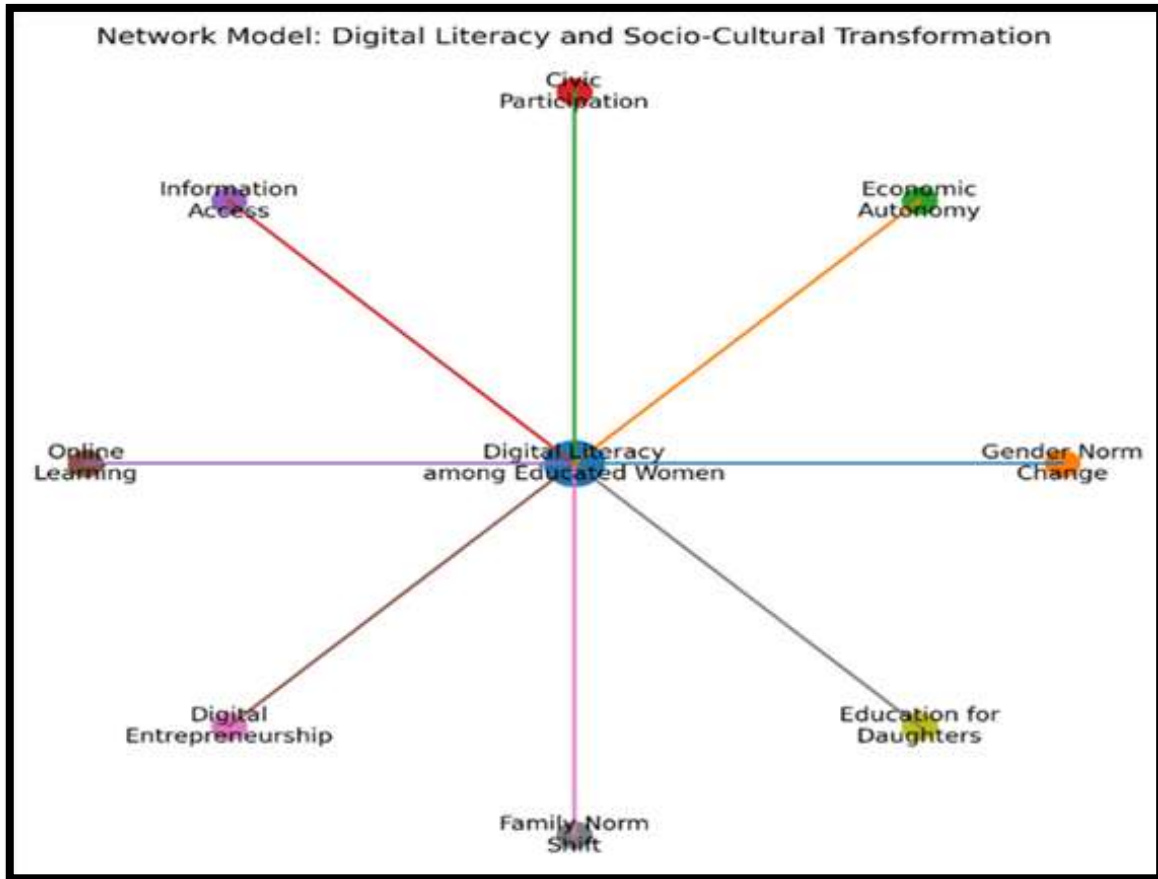 Network Model: Digital Literacy and Socio-Cultural Transformation
Civic
Participation
Information
Access
Economic
Autonomy
Online
Learning
Digital Literacy
among Educated Women
Gender Norm
Change
Digital
Entrepreneurship
Education for
Daughters
Family Norm
Shift